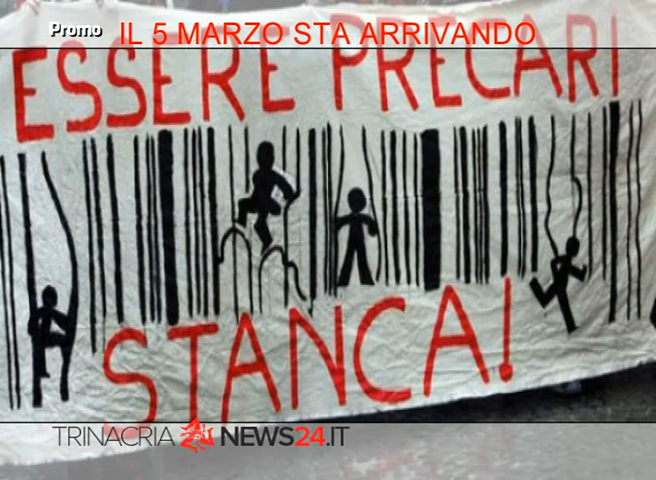 Promo IL 5 MARZO STA ARRIVANDO
ESSERE PRECARI
STANCA!
TRINACRIA NEWS24.IT